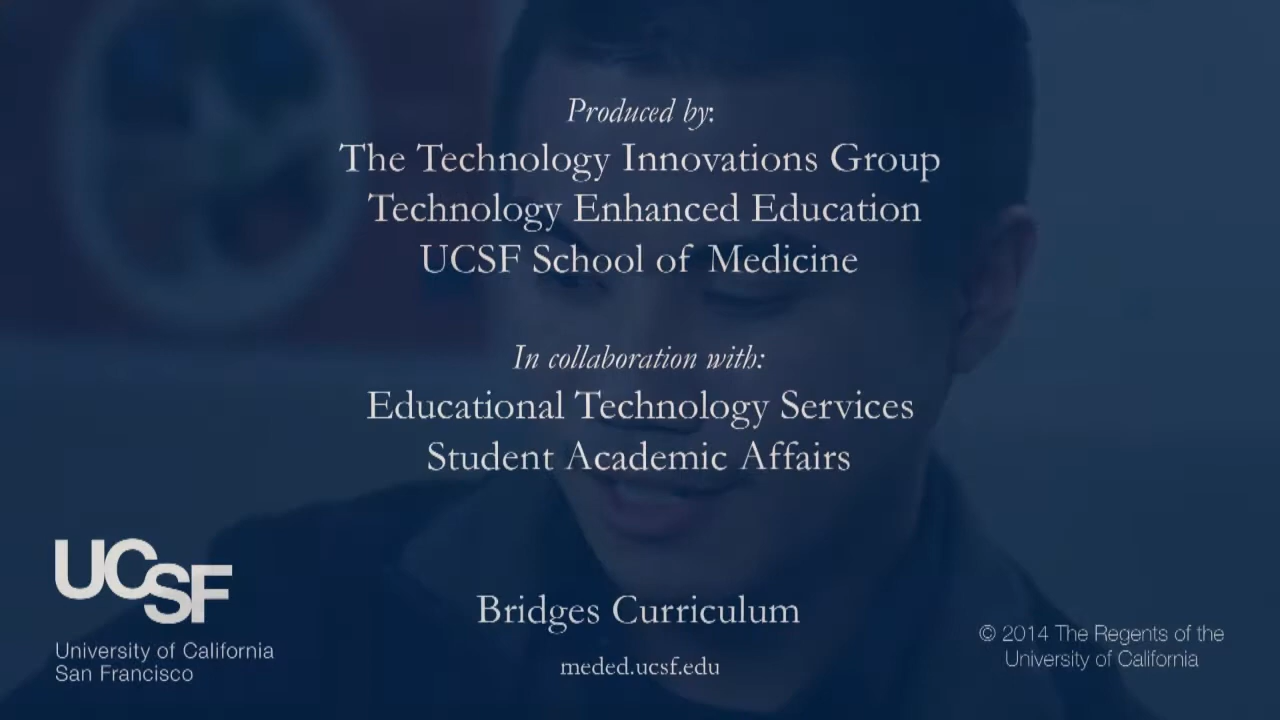 Produced by:
The Technology Innovations Group
Technology Enhanced Education
UCSF School of Medicine
In collaboration with:
Educational Technology Services
Student Academic Affairs
UCSF
University of California
San Francisco
Bridges Curriculum
meded.ucsf.edu
© 2014 The Regents of the
University of California